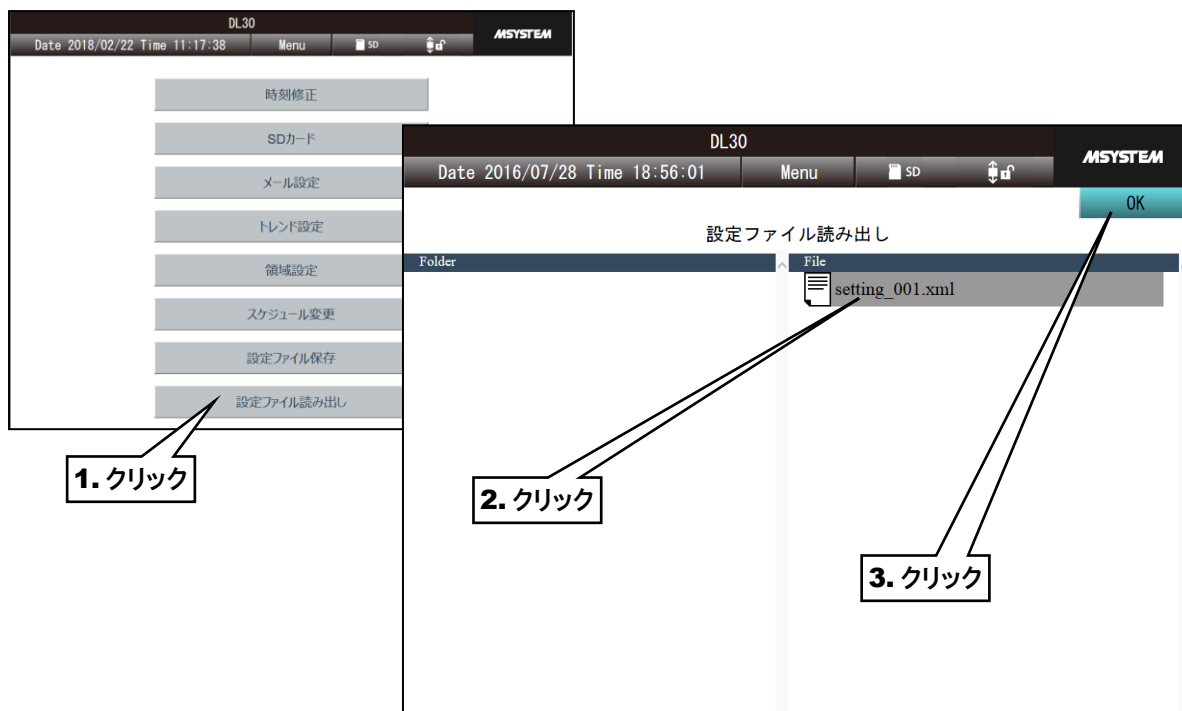 DL30
Date 2018/02/22 Time 11:17:38 Menu SD MSYSTEM
時刻修正
SDカード
メール設定
トレンド設定
領域設定
スケジュール変更
設定ファイル保存
設定ファイル読み出し
1. クリック
DL30
Date 2016/07/28 Time 18:56:01 Menu SD MSYSTEM
OK
設定ファイル読み出し
Folder File
setting_001.xml
2. クリック
3. クリック